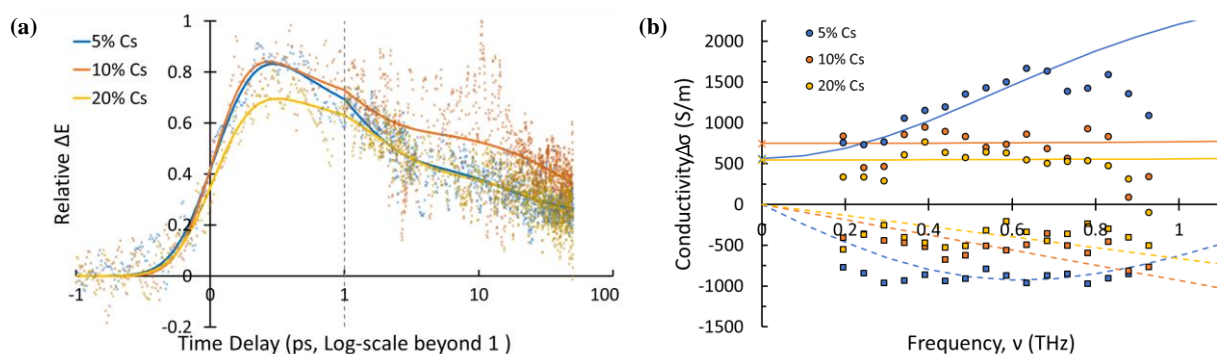 (a)
5% Cs
10% Cs
20% Cs
Relative ΔE
1
0.8
0.6
0.4
0.2
0
-0.2
-1
0
1
10
100
Time Delay (ps, Log-scale beyond 1 )
(b)
5% Cs
10% Cs
20% Cs
ConductivityΔσ (S/m)
2000
1500
1000
500
0
-500
-1000
-1500
0
0.2
0.4
0.6
0.8
1
Frequency, ν (THz)